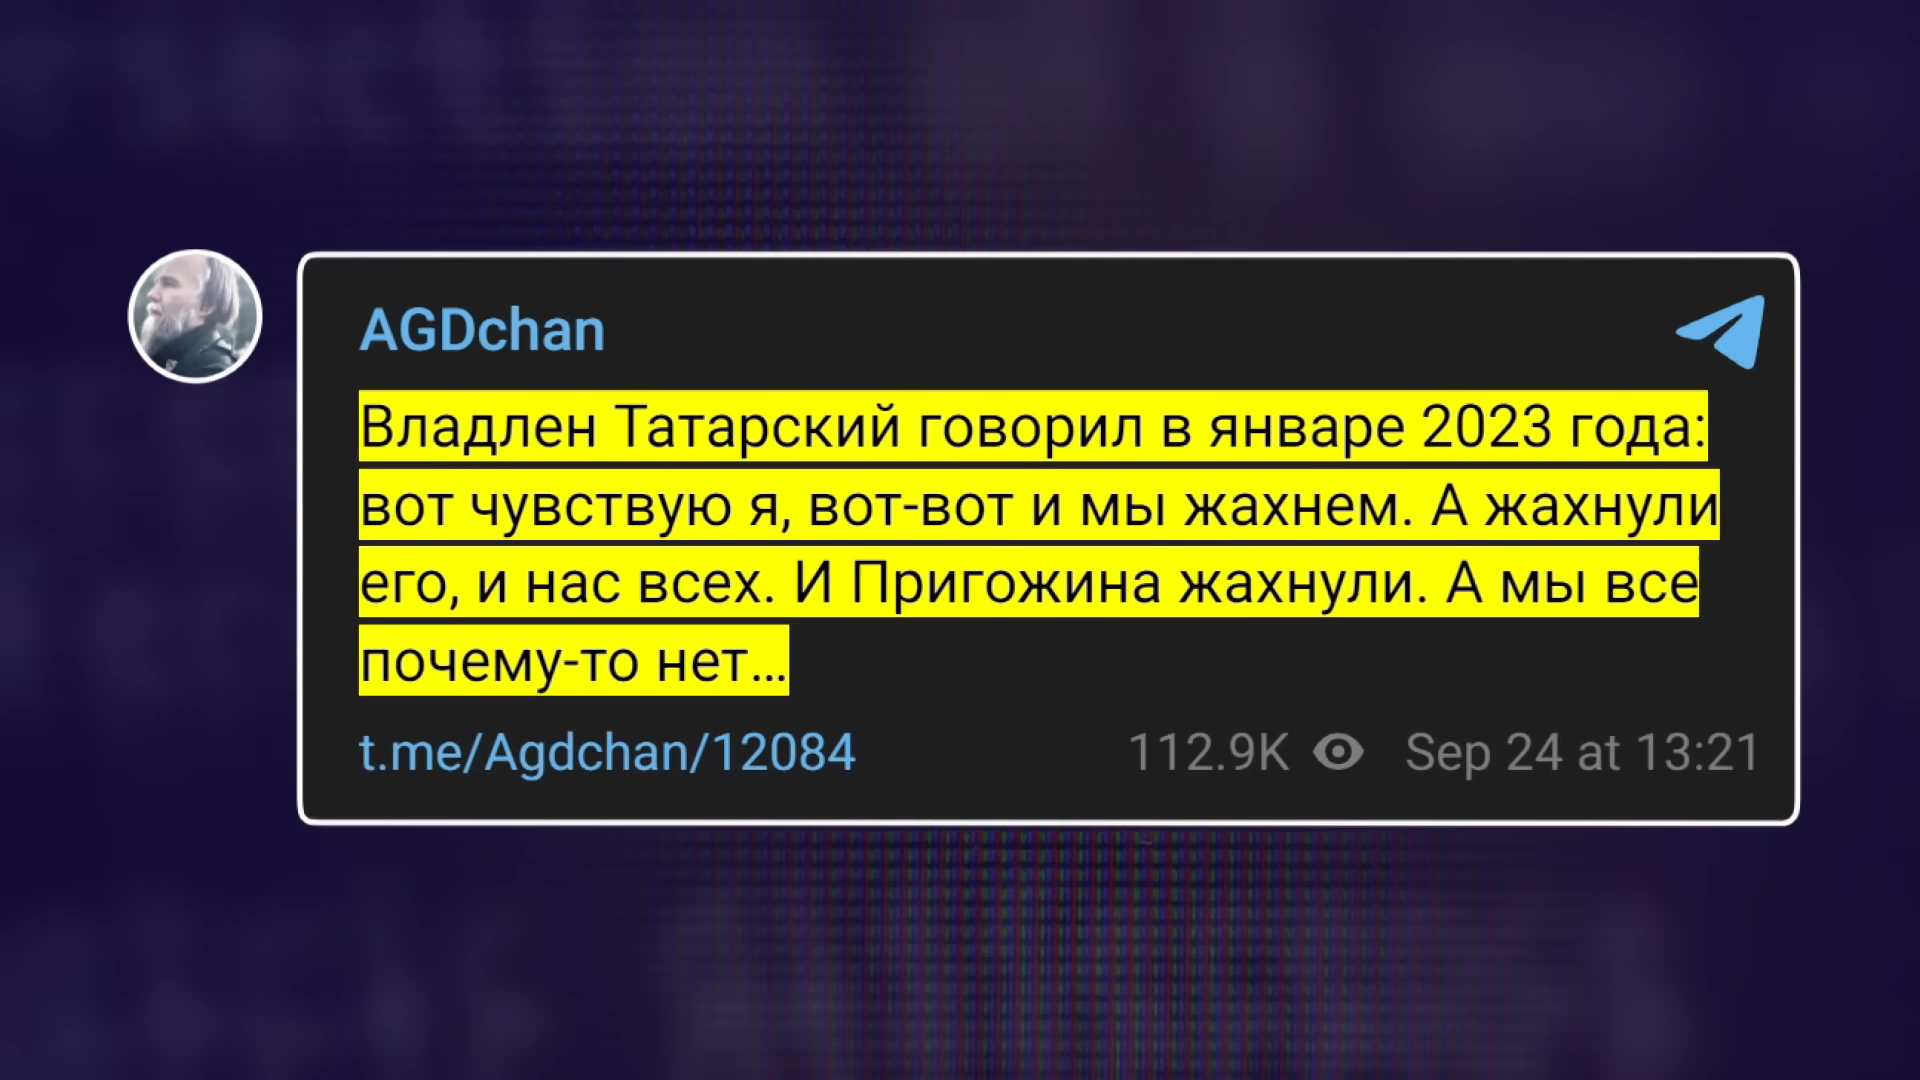 AGDchan
Владлен Татарский говорил в январе 2023 года:
вот чувствую я, вот-вот и мы жахнем. А жахнули
его, и нас всех. И Пригожина жахнули. А мы все
почему-то нет...
t.me/Agdchan/12084
112.9K Sep 24 at 13:21